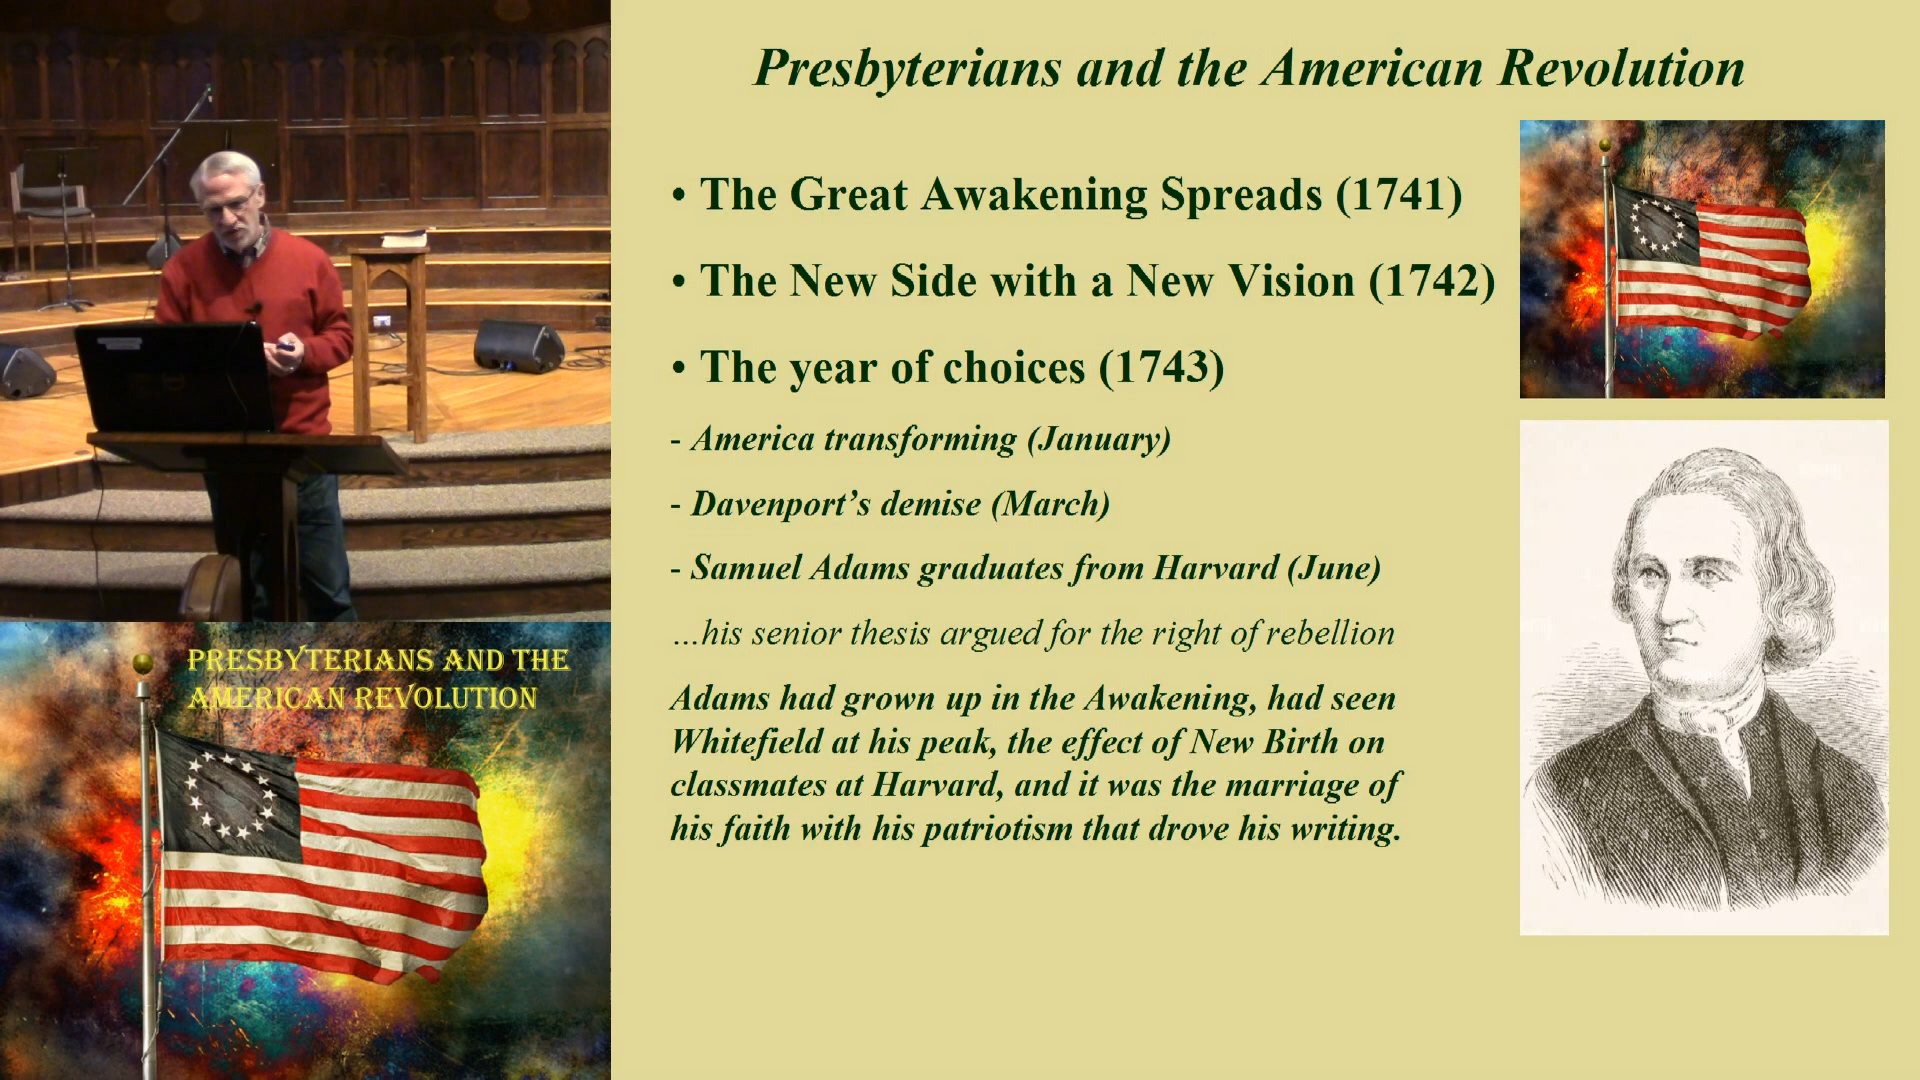 Presbyterians and the American Revolution
• The Great Awakening Spreads (1741)
• The New Side with a New Vision (1742)
• The year of choices (1743)
- America transforming (January)
- Davenport’s demise (March)
- Samuel Adams graduates from Harvard (June)
...his senior thesis argued for the right of rebellion
Adams had grown up in the Awakening, had seen
Whitefield at his peak, the effect of New Birth on
classmates at Harvard, and it was the marriage of
his faith with his patriotism that drove his writing.
PRESBYTERIANS AND THE
AMERICAN REVOLUTION